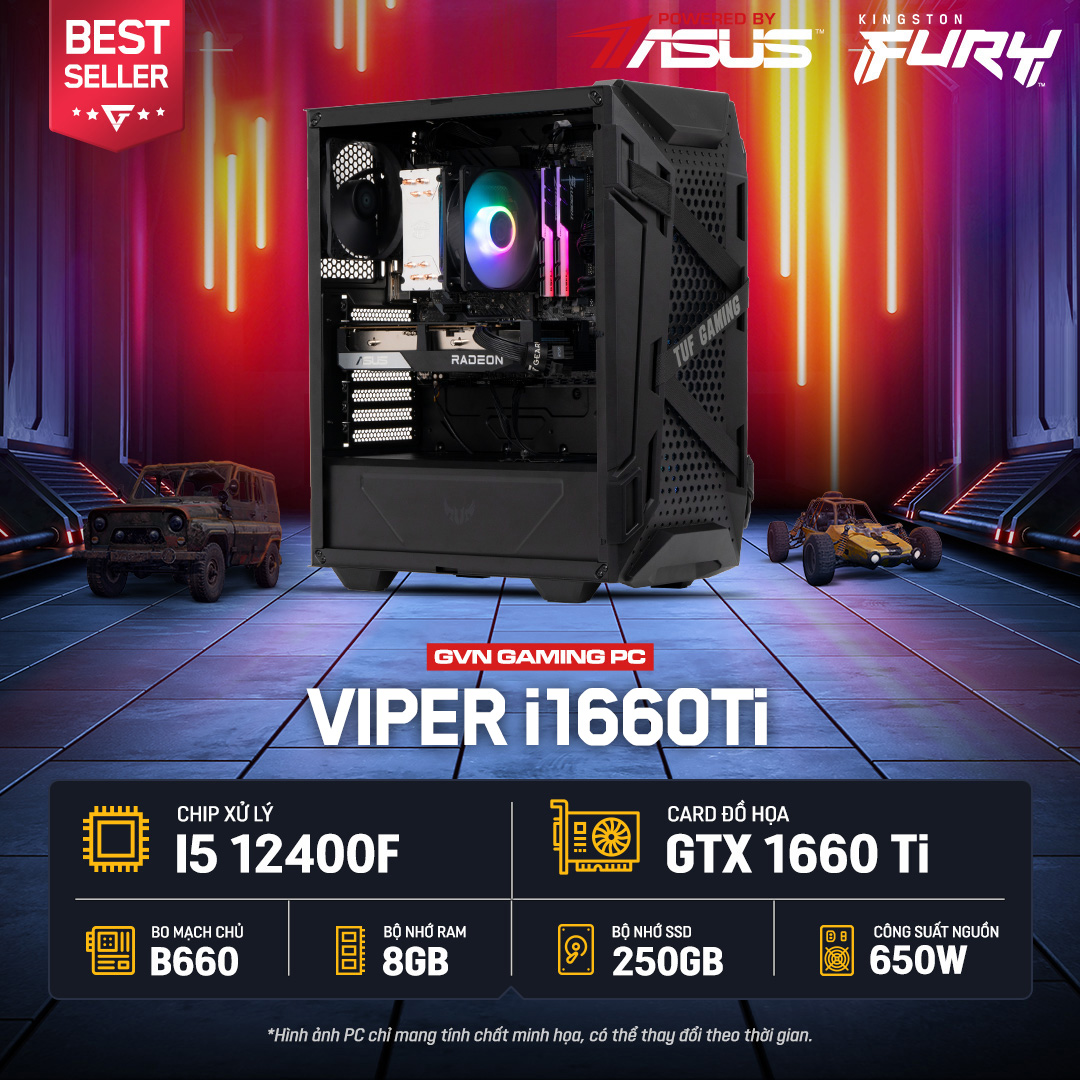 BEST
SELLER
POWERED BY
ASUS™
KINGSTON
FURY™
ASUS
RADEON
TUF GAMING
GVN GAMING PC
VIPER i1660Ti
CHIP XỬ LÝ
I5 12400F
CARD ĐỒ HỌA
GTX 1660 Ti
BO MẠCH CHỦ
B660
BỘ NHỚ RAM
8GB
BỘ NHỚ SSD
250GB
CÔNG SUẤT NGUỒN
650W
*Hình ảnh PC chỉ mang tính chất minh họa, có thể thay đổi theo thời gian.